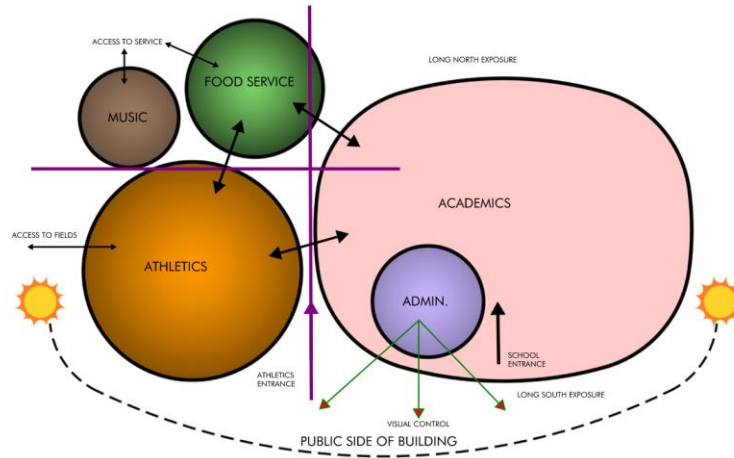 ACCESS TO SERVICE
FOOD SERVICE
LONG NORTH EXPOSURE
MUSIC
ACADEMICS
ACCESS TO FIELDS
ATHLETICS
ADMIN.
SCHOOL
ENTRANCE
ATHLETICS
ENTRANCE
LONG SOUTH EXPOSURE
VISUAL CONTROL
PUBLIC SIDE OF BUILDING